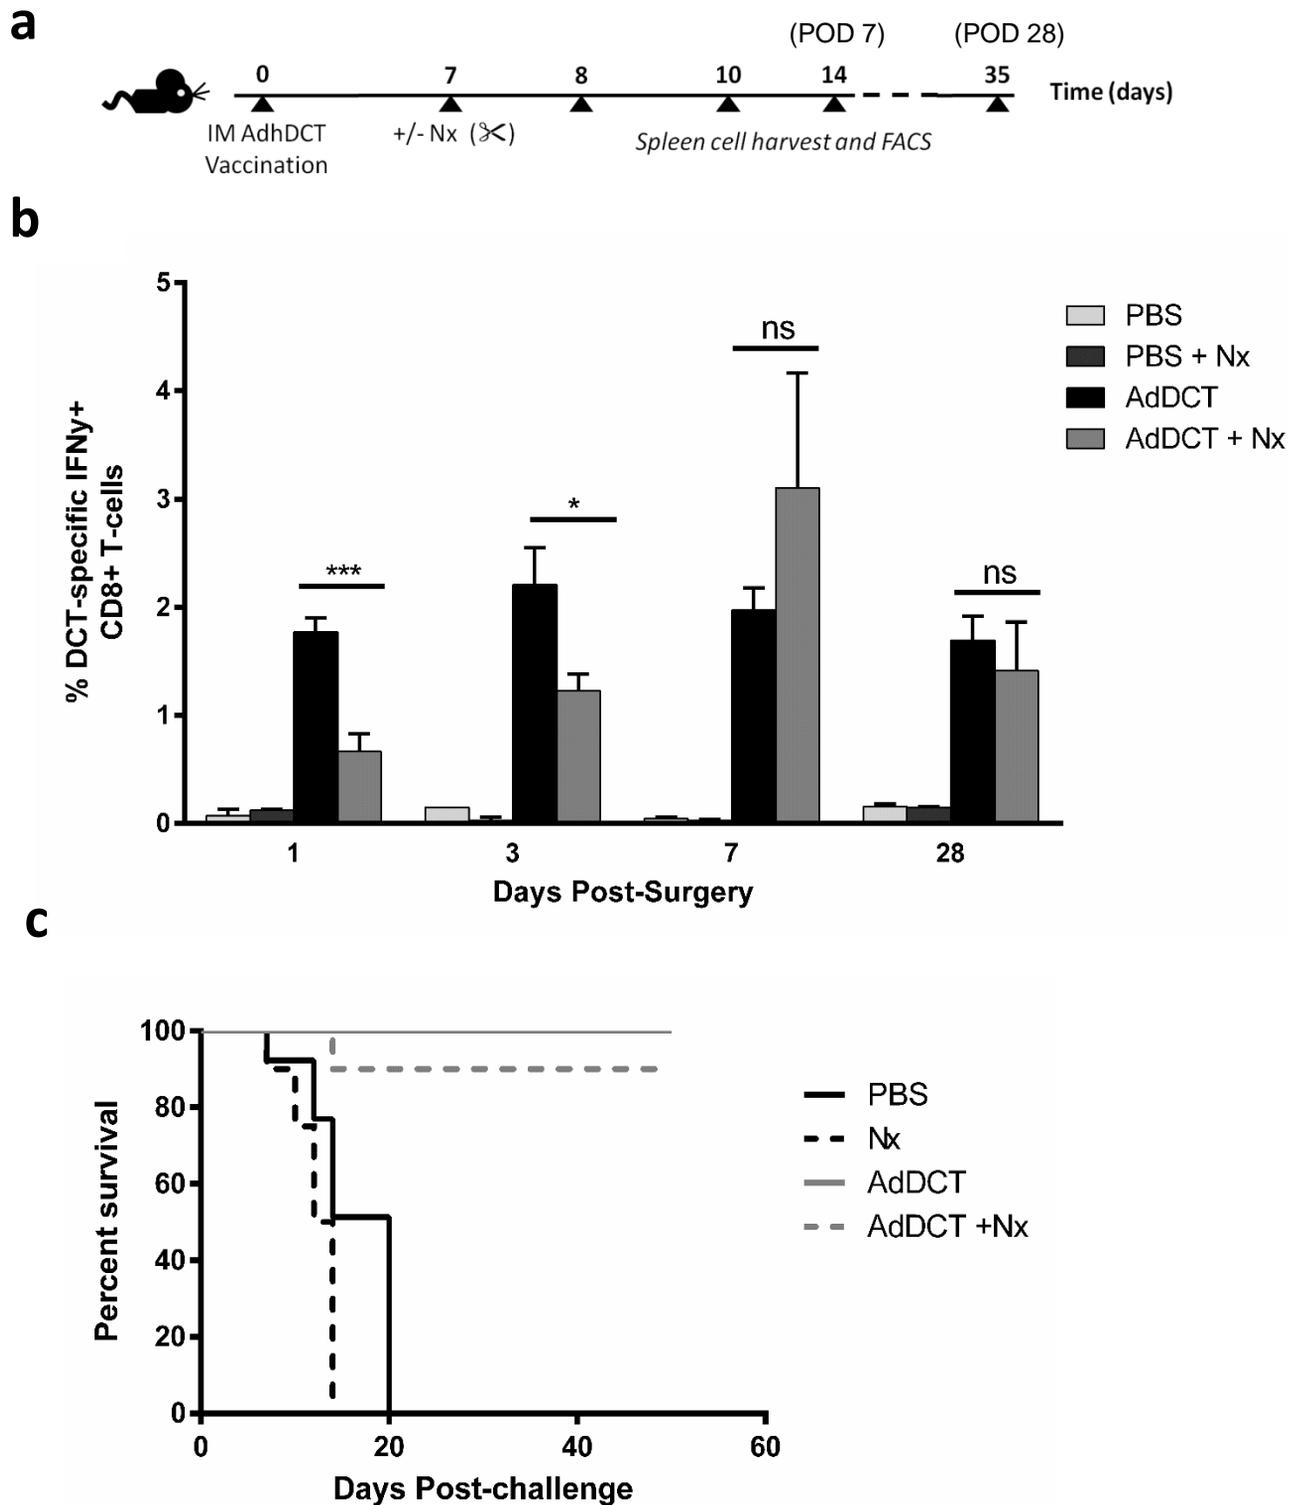 a
(POD 7) (POD 28)
0 7 8 10 14 35 Time (days)
IM AdhDCT
Vaccination
+/- Nx (✂)
Spleen cell harvest and FACS
b
% DCT-specific IFNy+
CD8+ T-cells
5
4
3
2
1
0
***
*
ns
ns
1 3 7 28
Days Post-Surgery
PBS
PBS + Nx
AdDCT
AdDCT + Nx
c
Percent survival
100
80
60
40
20
0
0 20 40 60
Days Post-challenge
PBS
Nx
AdDCT
AdDCT +Nx